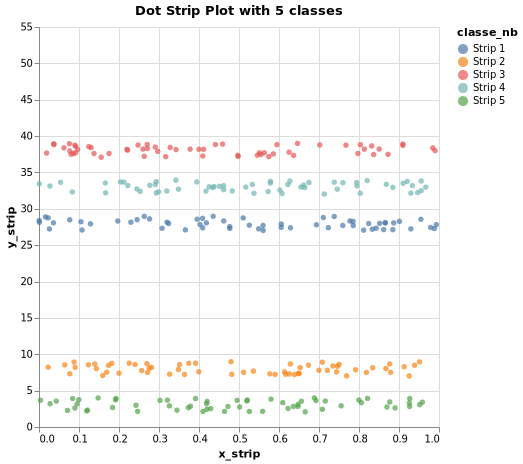 Dot Strip Plot with 5 classes
classe_nb
Strip 1
Strip 2
Strip 3
Strip 4
Strip 5
55
50
45
40
35
30
25
20
15
10
5
0
y_strip
0.0 0.1 0.2 0.3 0.4 0.5 0.6 0.7 0.8 0.9 1.0
x_strip